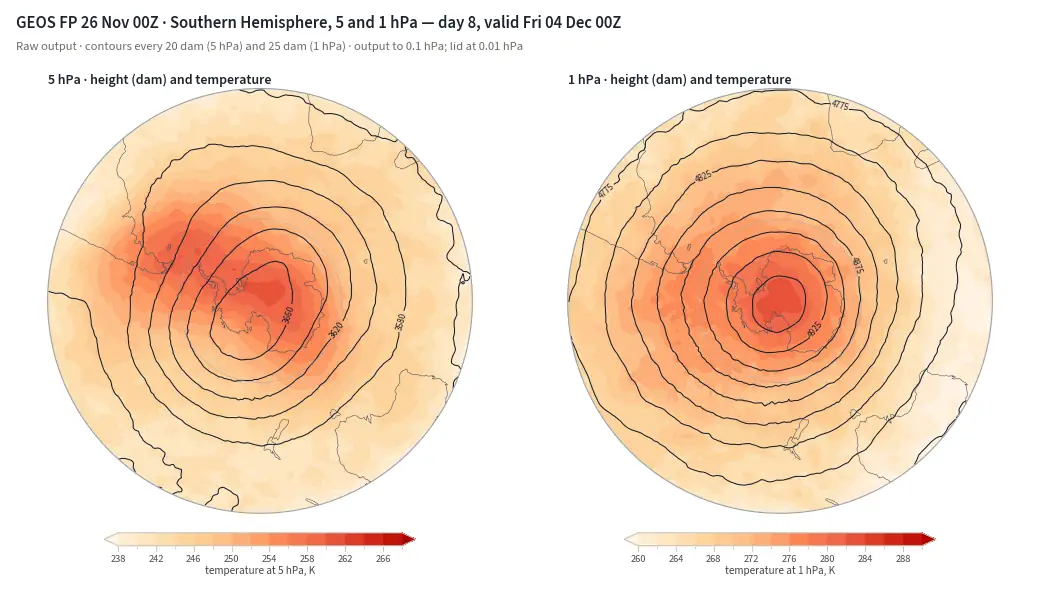 GEOS FP 26 Nov 00Z · Southern Hemisphere, 5 and 1 hPa — day 8, valid Fri 04 Dec 00Z
Raw output · contours every 20 dam (5 hPa) and 25 dam (1 hPa) · output to 0.1 hPa; lid at 0.01 hPa
5 hPa · height (dam) and temperature
1 hPa · height (dam) and temperature
3660
3620
3580
4775
4775
4825
4875
4925
238 242 246 250 254 258 262 266
temperature at 5 hPa, K
260 264 268 272 276 280 284 288
temperature at 1 hPa, K